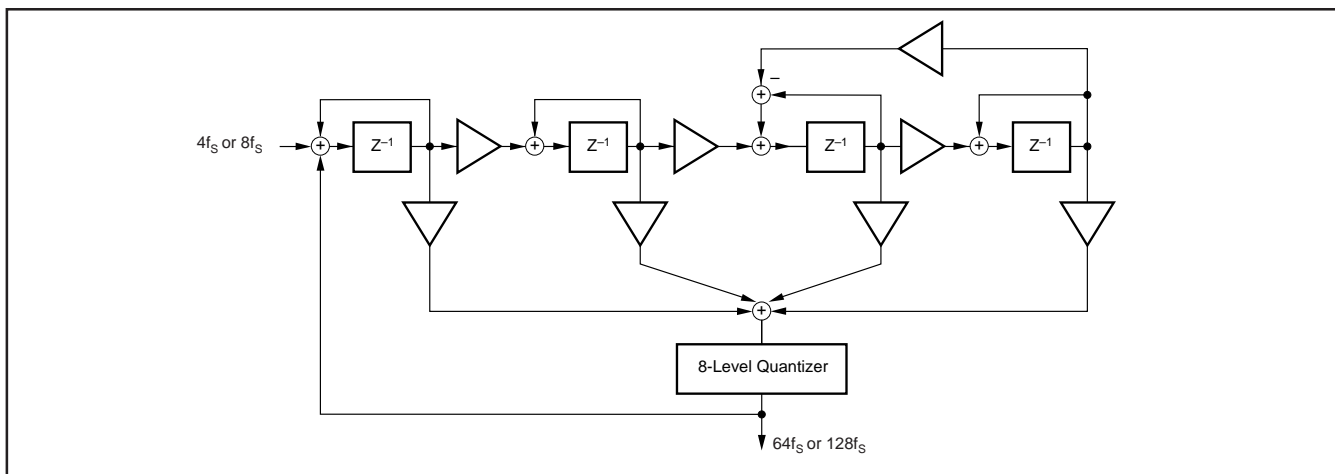 −
+
4f_S or 8f_S
+ Z⁻¹ + Z⁻¹ + Z⁻¹ + Z⁻¹
+
8-Level Quantizer
64f_S or 128f_S